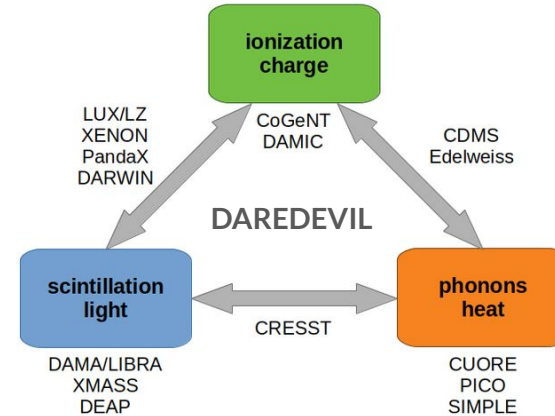 ionization
charge
LUX/LZ
XENON
PandaX
DARWIN
CoGeNT
DAMIC
CDMS
Edelweiss
DAREDEVIL
scintillation
light
phonons
heat
CRESST
DAMA/LIBRA
XMASS
DEAP
CUORE
PICO
SIMPLE